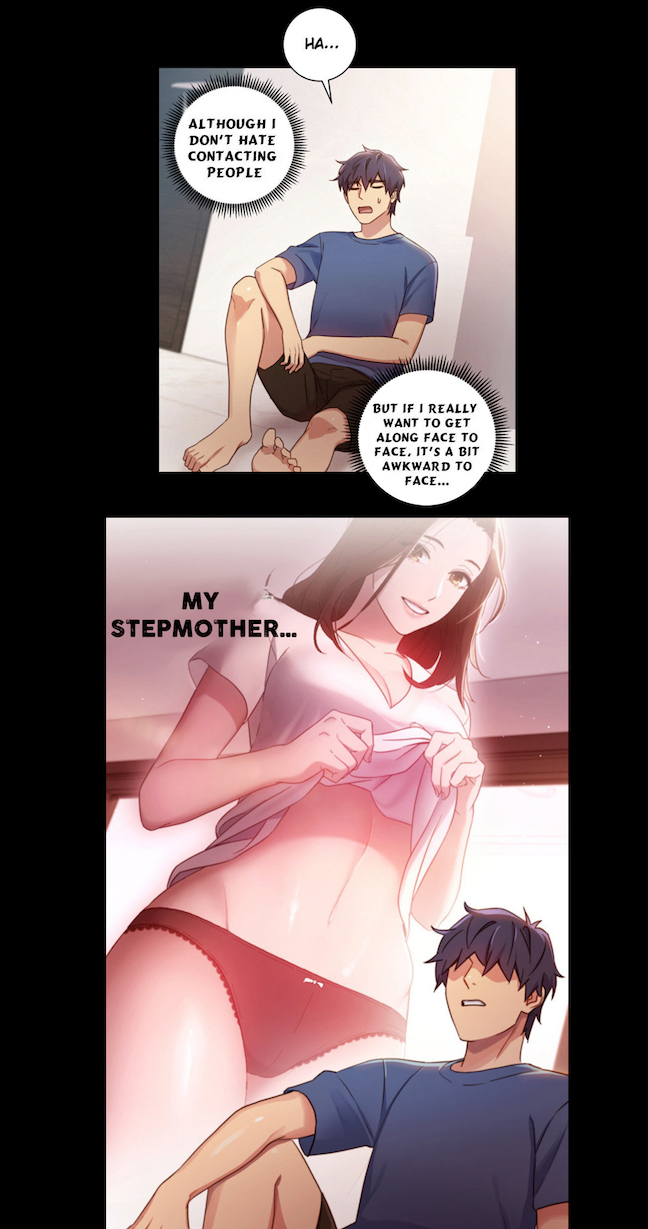 HA...
ALTHOUGH I
DON'T HATE
CONTACTING
PEOPLE
BUT IF I REALLY
WANT TO GET
ALONG FACE TO
FACE, IT'S A BIT
AWKWARD TO
FACE...
MY
STEPMOTHER...